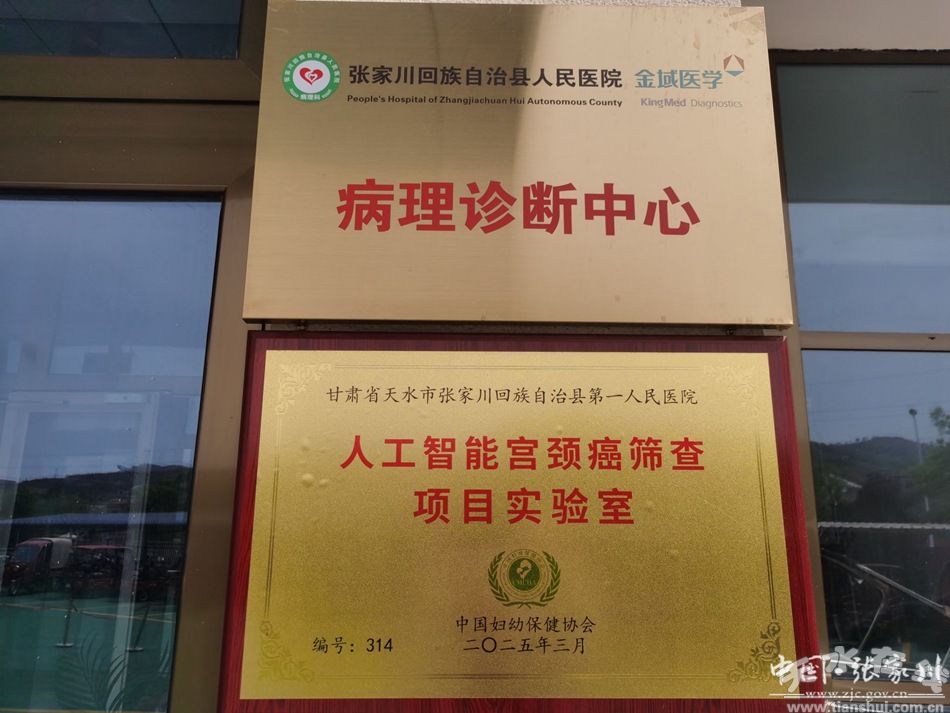 张家川回族自治县人民医院 金域医学
People's Hospital of Zhangjiachuan Hui Autonomous County KingMed Diagnostics
病理科
病理诊断中心
甘肃省天水市张家川回族自治县第一人民医院
人工智能宫颈癌筛查
项目实验室
CMCHA
中国妇幼保健协会
编号：314 二〇二五年三月
中国·张家川
www.zjc.gov.cn
www.tianshui.com.cn